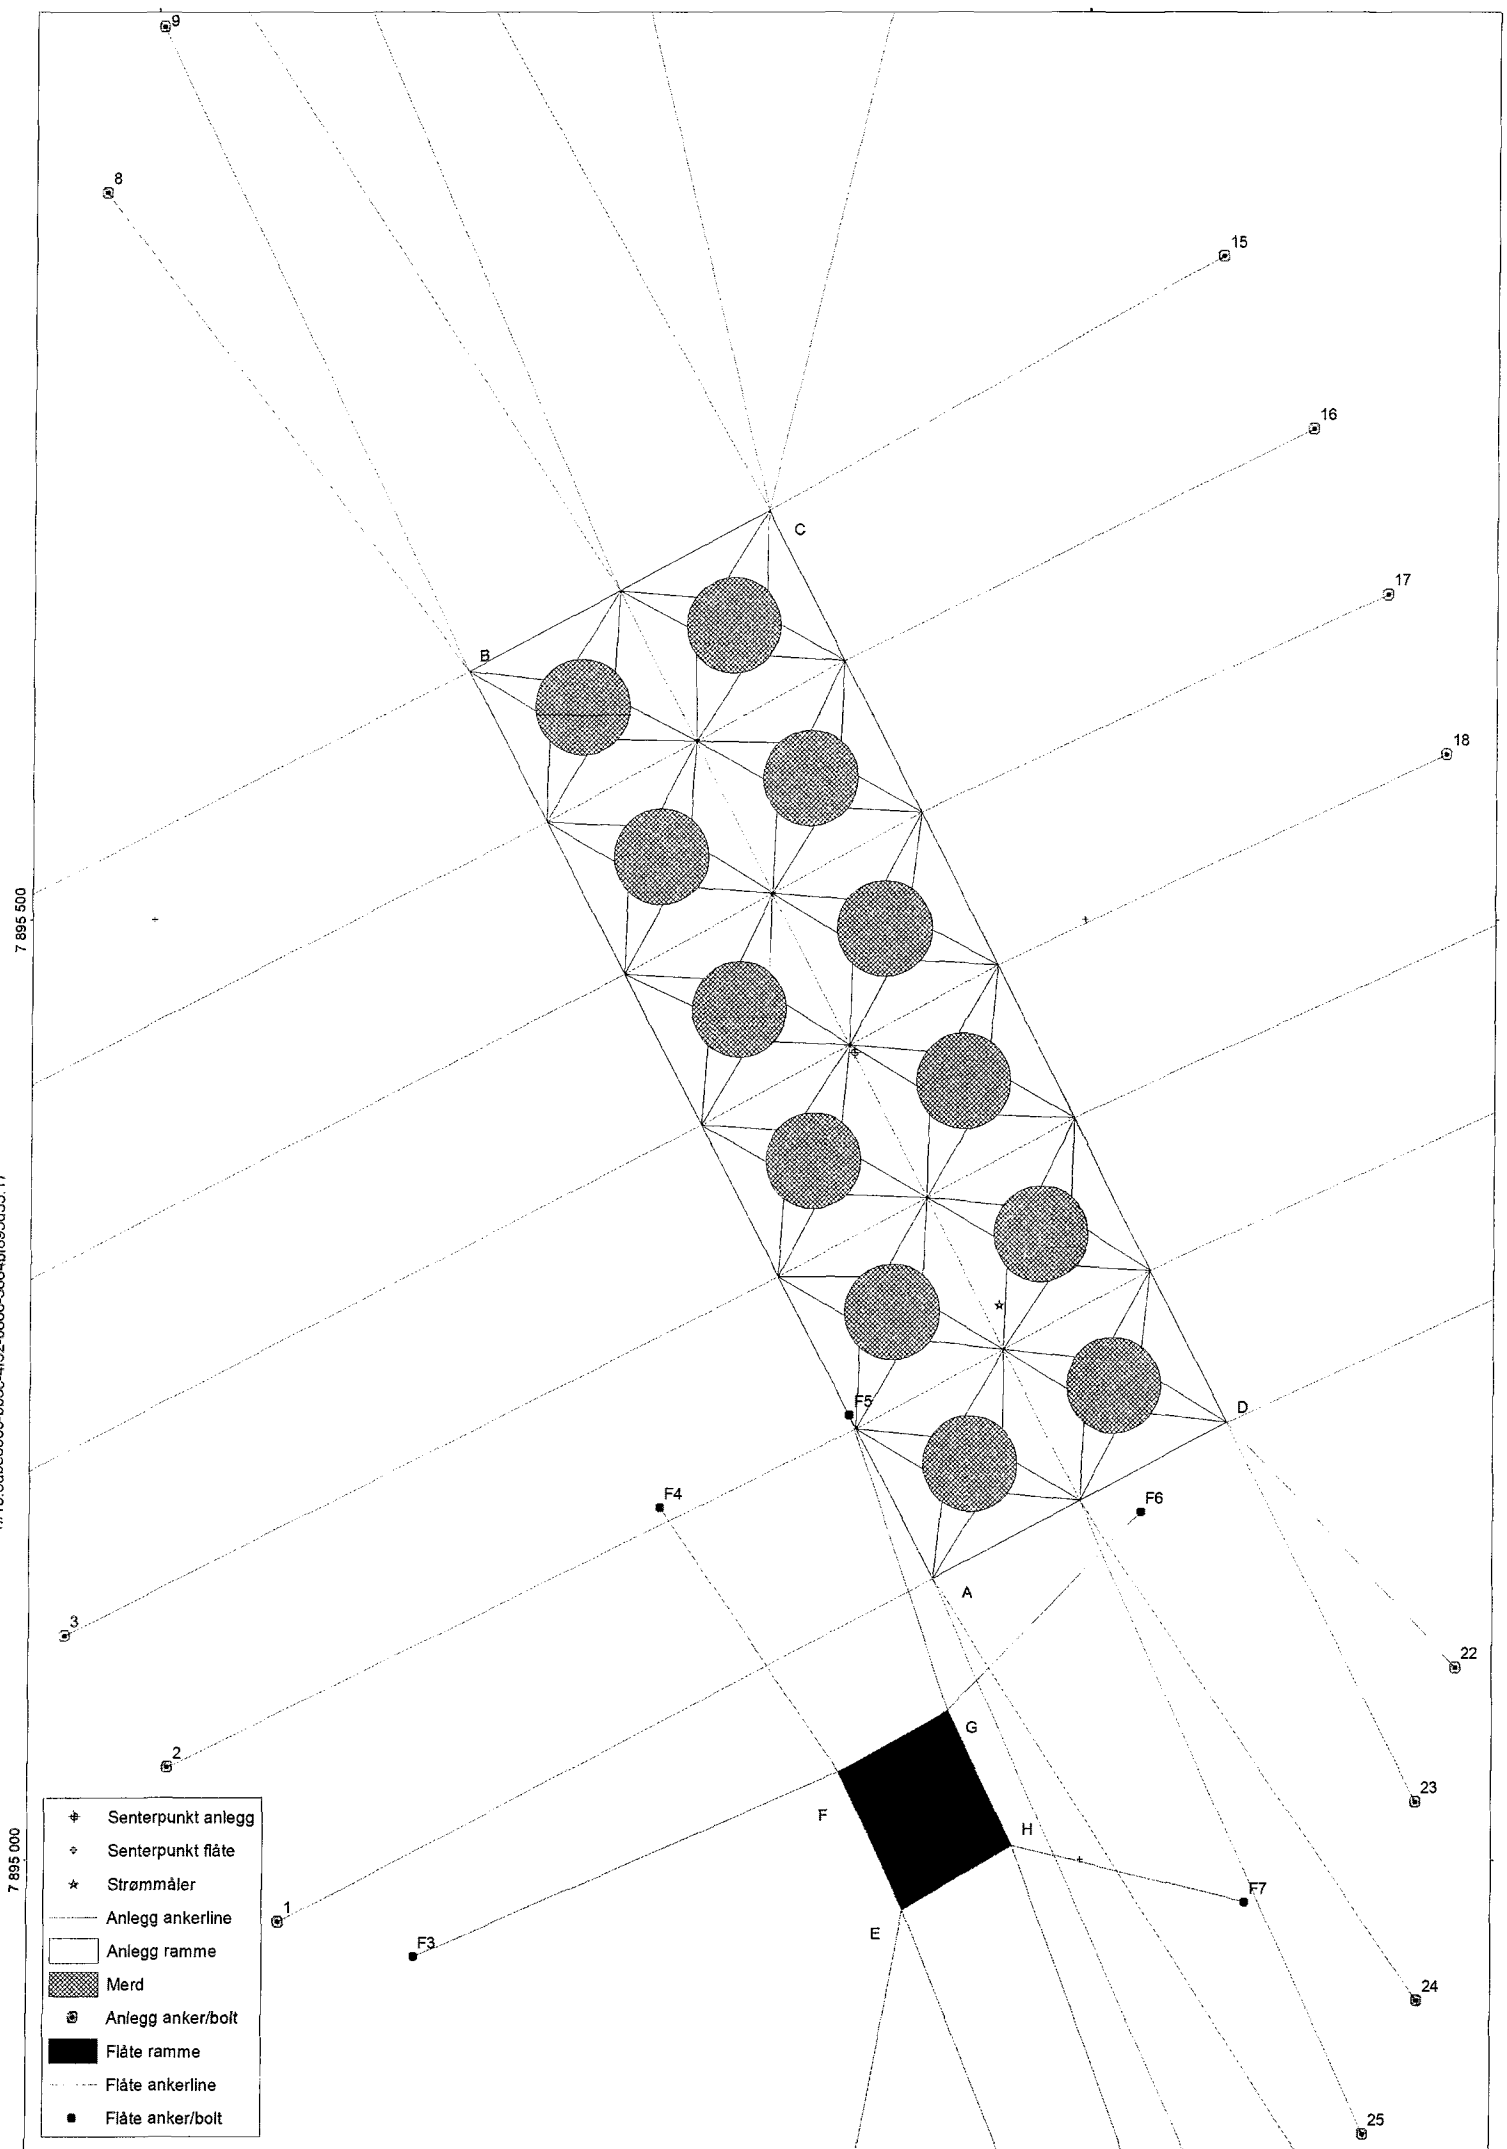 9
8
15
16
17
18
C
B
7 895 500
D
F5
F4
F6
A
3
22
G
2
23
F
H
7 895 000
1
F7
E
F3
24
25
Senterpunkt anlegg
Senterpunkt flåte
Strømmåler
Anlegg ankerline
Anlegg ramme
Merd
Anlegg anker/bolt
Flåte ramme
Flåte ankerline
Flåte anker/bolt